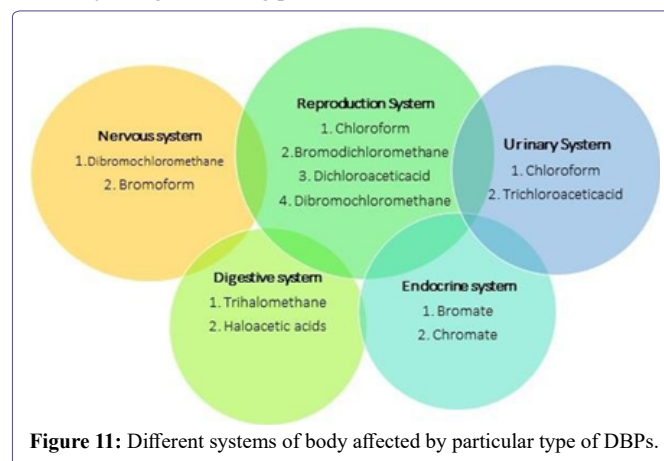 Nervous system
1.Dibromochloromethane
2. Bromoform
Reproduction System
1. Chloroform
2.Bromodichloromethane
3. Dichloroaceticacid
4. Dibromochloromethane
Urinary System
1. Chloroform
2. Trichloroaceticacid
Digestive system
1. Trihalomethane
2. Haloacetic acids
Endocrine system
1. Bromate
2. Chromate
Figure 11: Different systems of body affected by particular type of DBPs.